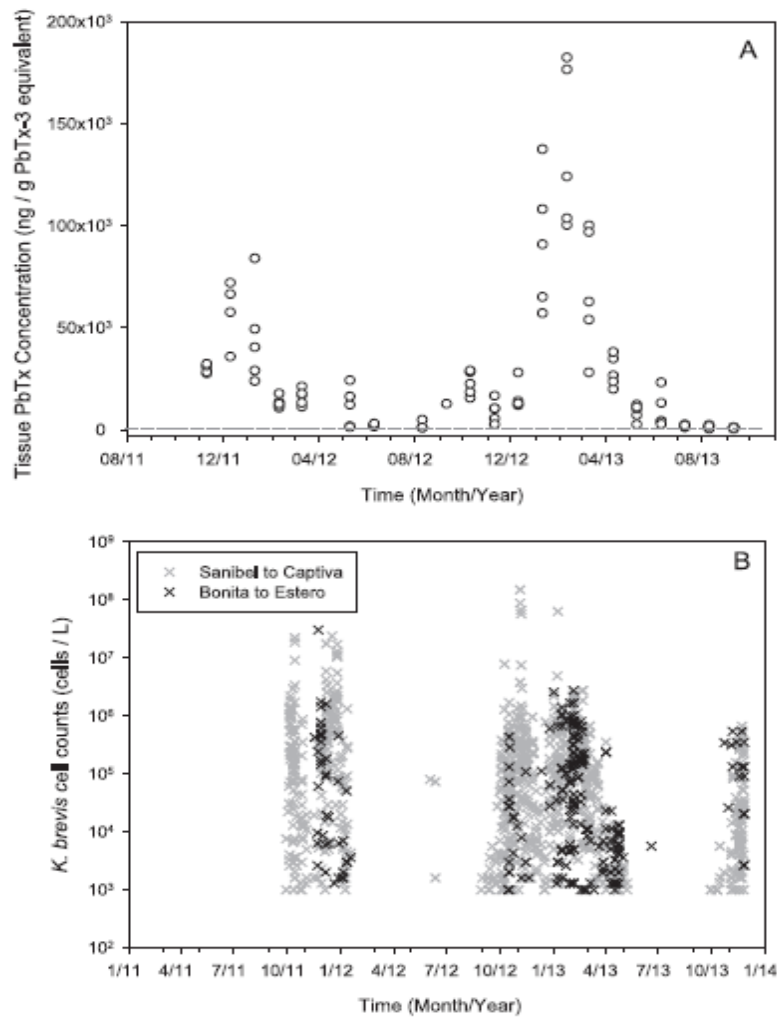 Tissue PbTx Concentration (ng / g PbTx-3 equivalent)
200x10³
150x10³
100x10³
50x10³
0
A
08/11 12/11 04/12 08/12 12/12 04/13 08/13
Time (Month/Year)
K. brevis cell counts (cells / L)
10⁹
10⁸
10⁷
10⁶
10⁵
10⁴
10³
10²
B
Sanibel to Captiva
Bonita to Estero
1/11 4/11 7/11 10/11 1/12 4/12 7/12 10/12 1/13 4/13 7/13 10/13 1/14
Time (Month/Year)